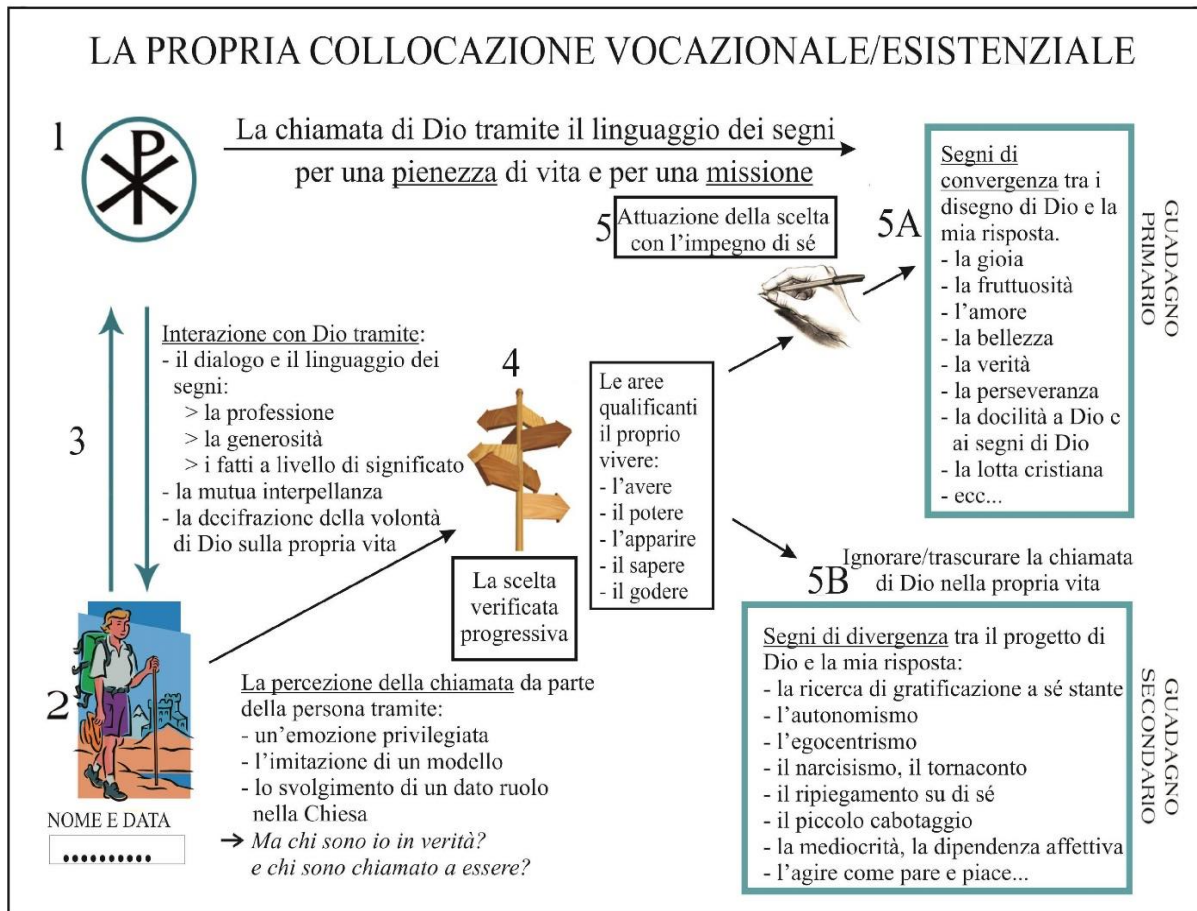 LA PROPRIA COLLOCAZIONE VOCAZIONALE/ESISTENZIALE
1
La chiamata di Dio tramite il linguaggio dei segni
per una pienezza di vita e per una missione
5
Attuazione della scelta
con l'impegno di sé
5A
Segni di
convergenza tra i
disegno di Dio e la
mia risposta.
- la gioia
- la fruttuosità
- l'amore
- la bellezza
- la verità
- la perseveranza
- la docilità a Dio e
ai segni di Dio
- la lotta cristiana
- ecc...
GUADAGNO
PRIMARIO
3
Interazione con Dio tramite:
- il dialogo e il linguaggio dei
segni:
> la professione
> la generosità
> i fatti a livello di significato
- la mutua interpellanza
- la decifrazione della volontà
di Dio sulla propria vita
4
La scelta
verificata
progressiva
Le aree
qualificanti
il proprio
vivere:
- l'avere
- il potere
- l'apparire
- il sapere
- il godere
5B
Ignorare/trascurare la chiamata
di Dio nella propria vita
Segni di divergenza tra il progetto di
Dio e la mia risposta:
- la ricerca di gratificazione a sé stante
- l'autonomismo
- l'egocentrismo
- il narcisismo, il tornaconto
- il ripiegamento su di sé
- il piccolo cabotaggio
- la mediocrità, la dipendenza affettiva
- l'agire come pare e piace...
GUADAGNO
SECONDARIO
2
La percezione della chiamata da parte
della persona tramite:
- un'emozione privilegiata
- l'imitazione di un modello
- lo svolgimento di un dato ruolo
nella Chiesa
→ Ma chi sono io in verità?
e chi sono chiamato a essere?
NOME E DATA
..........